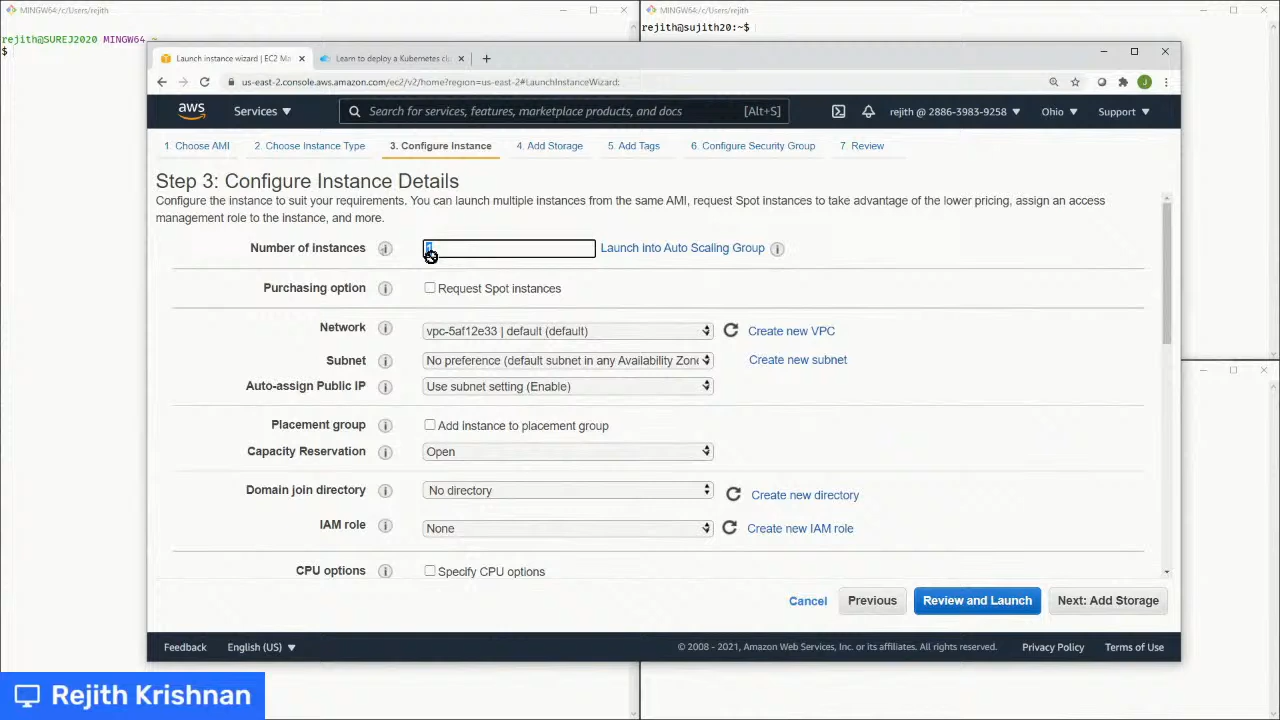 MINGW64:/c/Users/rejith
MINGW64:/c/Users/rejith
rejith@SUREJ2020 MINGW64 ~
$
rejith@sujith20:~$
Launch instance wizard | EC2 Ma
Learn to deploy a Kubernetes clu
us-east-2.console.aws.amazon.com/ec2/v2/home?region=us-east-2#LaunchInstanceWizard:
J
aws
Services
Search for services, features, marketplace products, and docs
[Alt+S]
rejith @ 2886-3983-9258
Ohio
Support
1. Choose AMI
2. Choose Instance Type
3. Configure Instance
4. Add Storage
5. Add Tags
6. Configure Security Group
7. Review
Step 3: Configure Instance Details
Configure the instance to suit your requirements. You can launch multiple instances from the same AMI, request Spot instances to take advantage of the lower pricing, assign an access
management role to the instance, and more.
Number of instances
Launch into Auto Scaling Group
Purchasing option
Request Spot instances
Network
vpc-5af12e33 | default (default)
Create new VPC
Subnet
No preference (default subnet in any Availability Zone
Create new subnet
Auto-assign Public IP
Use subnet setting (Enable)
Placement group
Add instance to placement group
Capacity Reservation
Open
Domain join directory
No directory
Create new directory
IAM role
None
Create new IAM role
CPU options
Specify CPU options
Cancel
Previous
Review and Launch
Next: Add Storage
Feedback
English (US)
© 2008 - 2021, Amazon Web Services, Inc. or its affiliates. All rights reserved.
Privacy Policy
Terms of Use
Rejith Krishnan